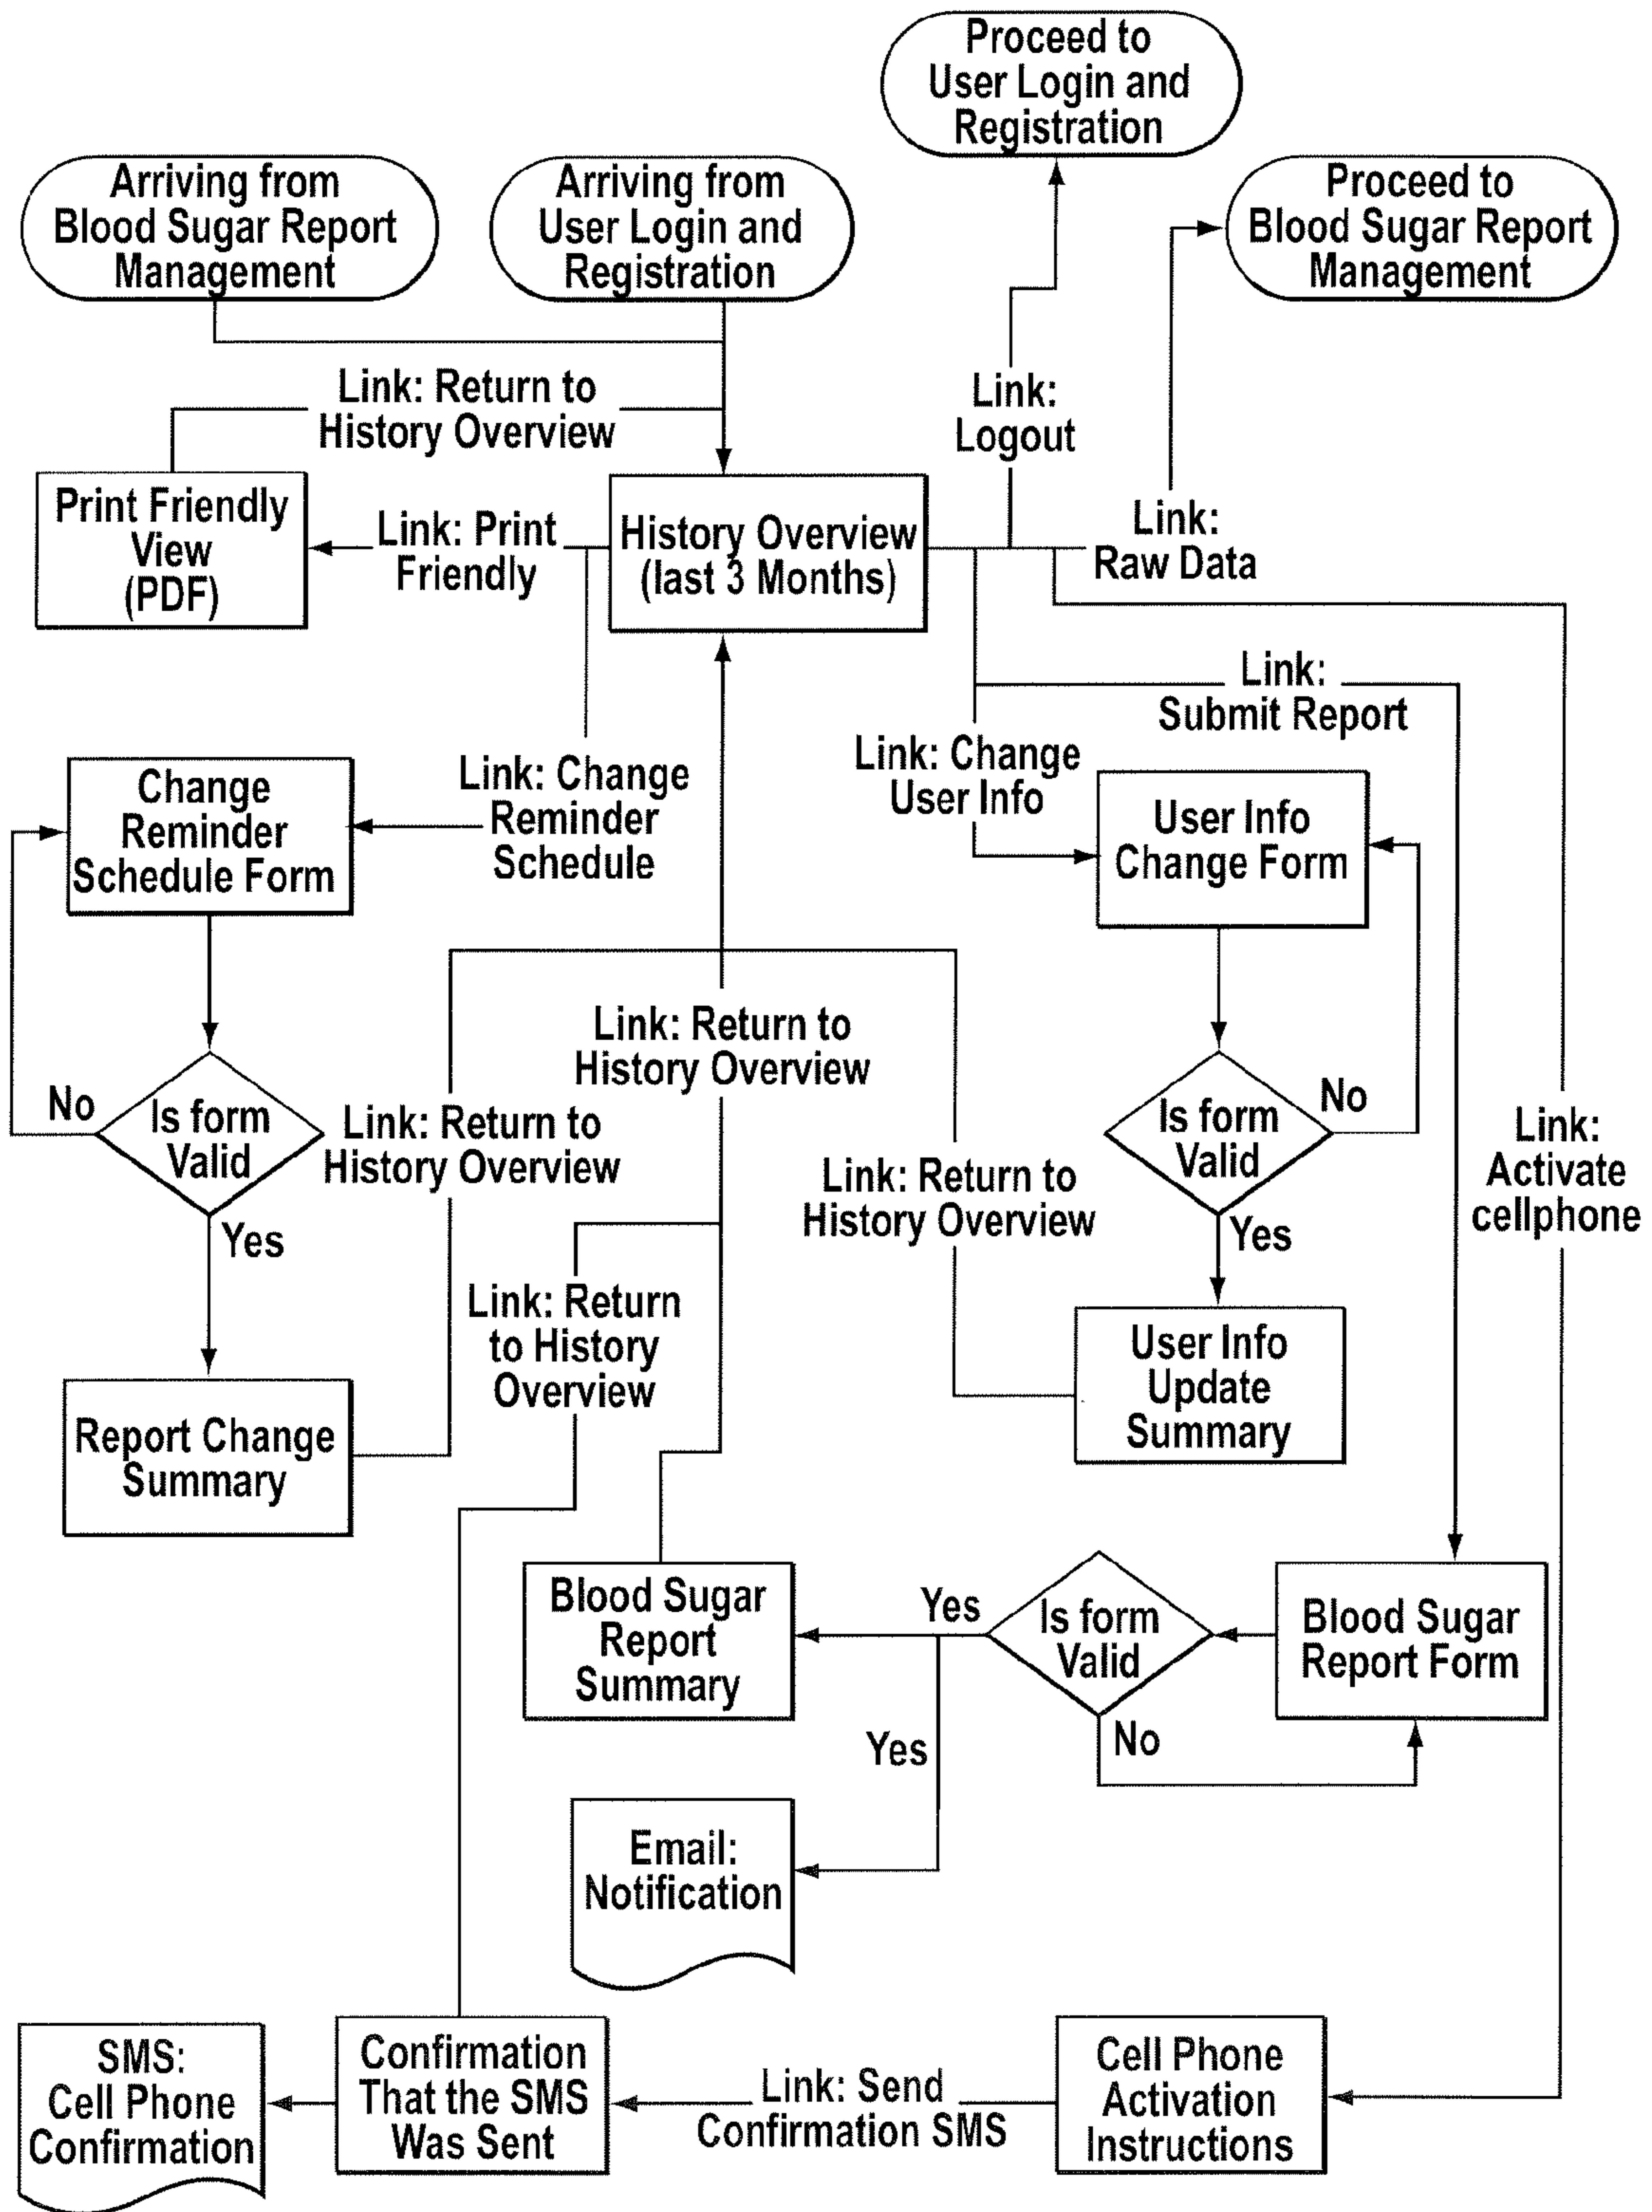 Proceed to
User Login and
Registration
Arriving from
Blood Sugar Report
Management
Arriving from
User Login and
Registration
Proceed to
Blood Sugar Report
Management
Link: Return to
History Overview
Link:
Logout
Print Friendly
View
(PDF)
Link: Print
Friendly
History Overview
(last 3 Months)
Link:
Raw Data
Link:
Submit Report
Change
Reminder
Schedule Form
Link: Change
Reminder
Schedule
Link: Change
User Info
User Info
Change Form
Link: Return to
History Overview
No
Is form
Valid
Link: Return to
History Overview
Is form
Valid
No
Link:
Activate
cellphone
Link: Return to
History Overview
Yes
Yes
Link: Return
to History
Overview
User Info
Update
Summary
Report Change
Summary
Blood Sugar
Report
Summary
Yes
Is form
Valid
Blood Sugar
Report Form
Yes
No
Email:
Notification
SMS:
Cell Phone
Confirmation
Confirmation
That the SMS
Was Sent
Link: Send
Confirmation SMS
Cell Phone
Activation
Instructions